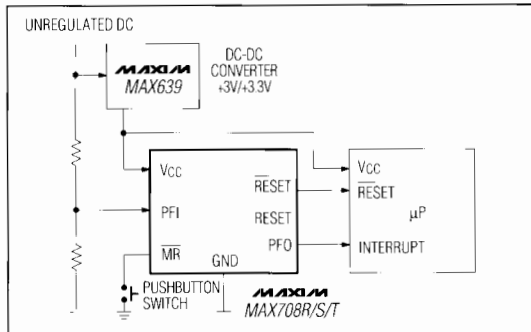 UNREGULATED DC
MAXIM
MAX639
DC-DC
CONVERTER
+3V/+3.3V
VCC
RESET
RESET
PFI
PFO
MR
GND
VCC
RESET
µP
INTERRUPT
PUSHBUTTON
SWITCH
MAXIM
MAX708R/S/T